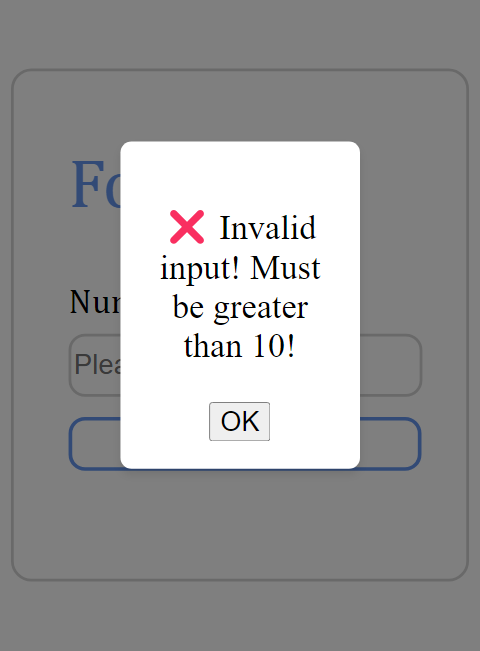 ❌ Invalid
input! Must
be greater
than 10!
OK